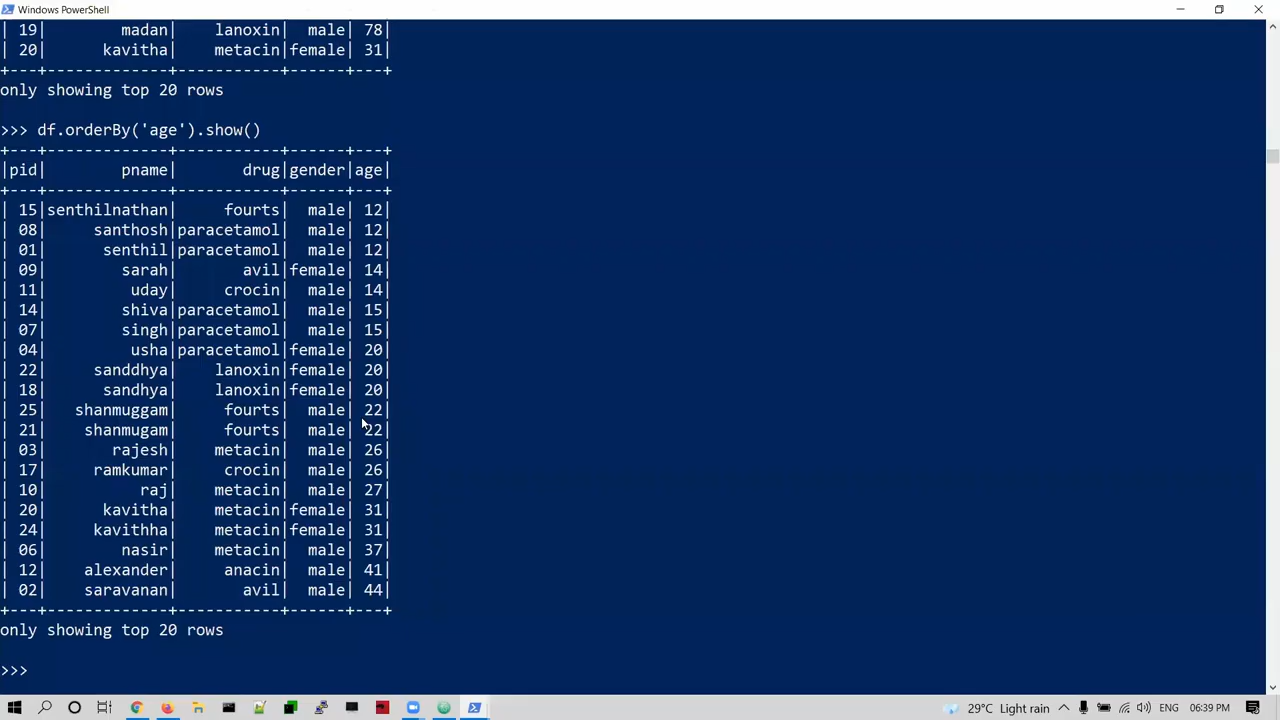 Windows PowerShell
| 19|       madan|    lanoxin|  male| 78|
| 20|     kavitha|    metacin|female| 31|
+---+------------+-----------+------+---+
only showing top 20 rows
>>> df.orderBy('age').show()
+---+------------+-----------+------+---+
|pid|       pname|       drug|gender|age|
+---+------------+-----------+------+---+
| 15|senthilnathan|     fourts|  male| 12|
| 08|    santhosh|paracetamol|  male| 12|
| 01|     senthil|paracetamol|  male| 12|
| 09|       sarah|       avil|female| 14|
| 11|        uday|     crocin|  male| 14|
| 14|       shiva|paracetamol|  male| 15|
| 07|       singh|paracetamol|  male| 15|
| 04|        usha|paracetamol|female| 20|
| 22|    sanddhya|    lanoxin|female| 20|
| 18|     sandhya|    lanoxin|female| 20|
| 25|  shanmuggam|     fourts|  male| 22|
| 21|   shanmugam|     fourts|  male| 22|
| 03|      rajesh|    metacin|  male| 26|
| 17|    ramkumar|     crocin|  male| 26|
| 10|         raj|    metacin|  male| 27|
| 20|     kavitha|    metacin|female| 31|
| 24|    kavithha|    metacin|female| 31|
| 06|       nasir|    metacin|  male| 37|
| 12|   alexander|     anacin|  male| 41|
| 02|   saravanan|       avil|  male| 44|
+---+------------+-----------+------+---+
only showing top 20 rows
>>>
29°C Light rain ENG 06:39 PM